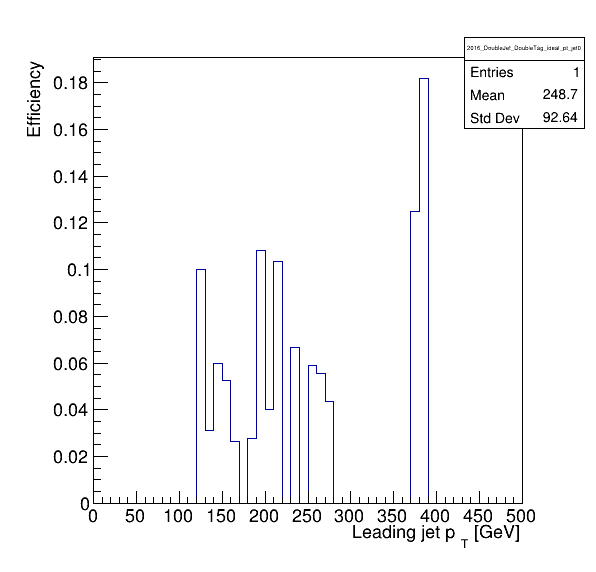 2016_DoubleJet_DoubleTag_ideal_pt_jet0
Entries 1
Mean 248.7
Std Dev 92.64
Efficiency
0.18
0.16
0.14
0.12
0.1
0.08
0.06
0.04
0.02
0
0 50 100 150 200 250 300 350 400 450 500
Leading jet p T [GeV]